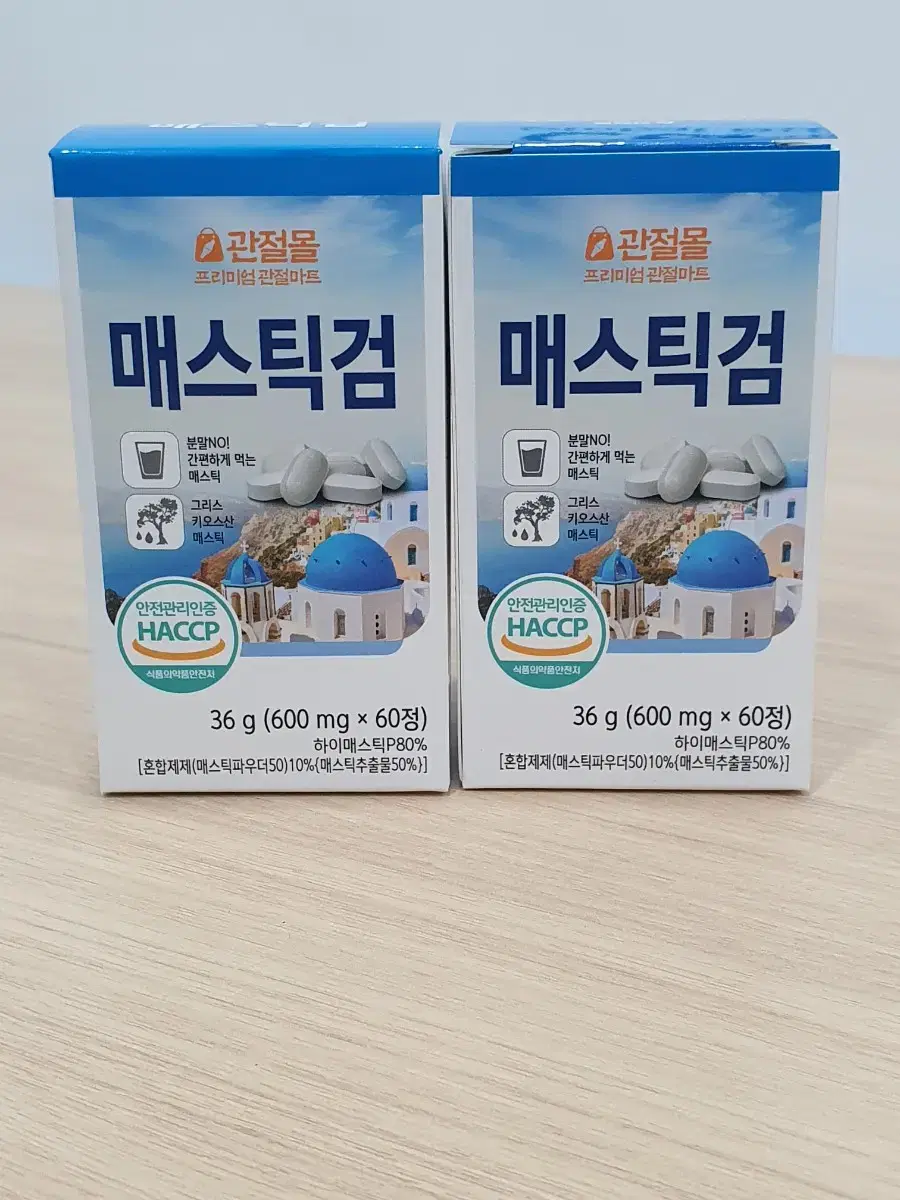 관절몰
프리미엄 관절마트
매스틱검
분말NO!
간편하게 먹는
매스틱
그리스
키오스산
매스틱
안전관리인증
HACCP
식품의약품안전처
36 g (600 mg × 60정)
하이매스틱P80%
[혼합제제(매스틱파우더50)10%{매스틱추출물50%}]
관절몰
프리미엄 관절마트
매스틱검
분말NO!
간편하게 먹는
매스틱
그리스
키오스산
매스틱
안전관리인증
HACCP
식품의약품안전처
36 g (600 mg × 60정)
하이매스틱P80%
[혼합제제(매스틱파우더50)10%{매스틱추출물50%}]